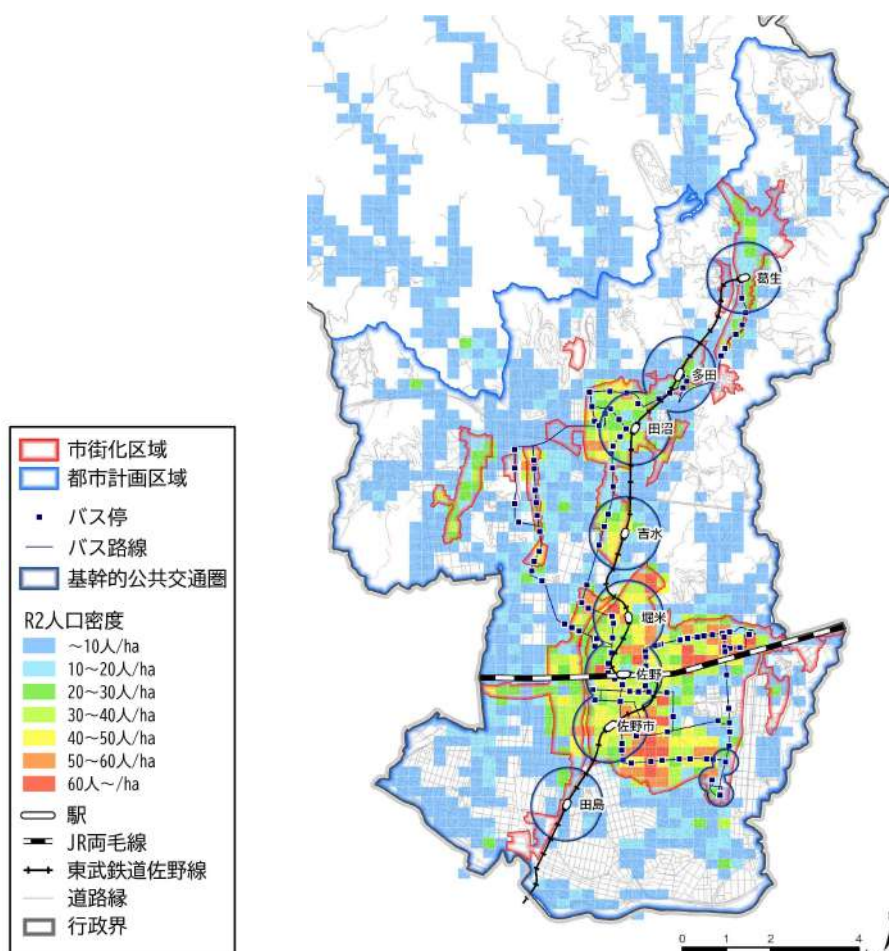 葛生
多田
田沼
吉水
堀米
佐野
佐野市
田島
市街化区域
都市計画区域
バス停
バス路線
基幹的公共交通圏
R2人口密度
～10人/ha
10～20人/ha
20～30人/ha
30～40人/ha
40～50人/ha
50～60人/ha
60人～/ha
駅
JR両毛線
東武鉄道佐野線
道路縁
行政界
0 1 2 4